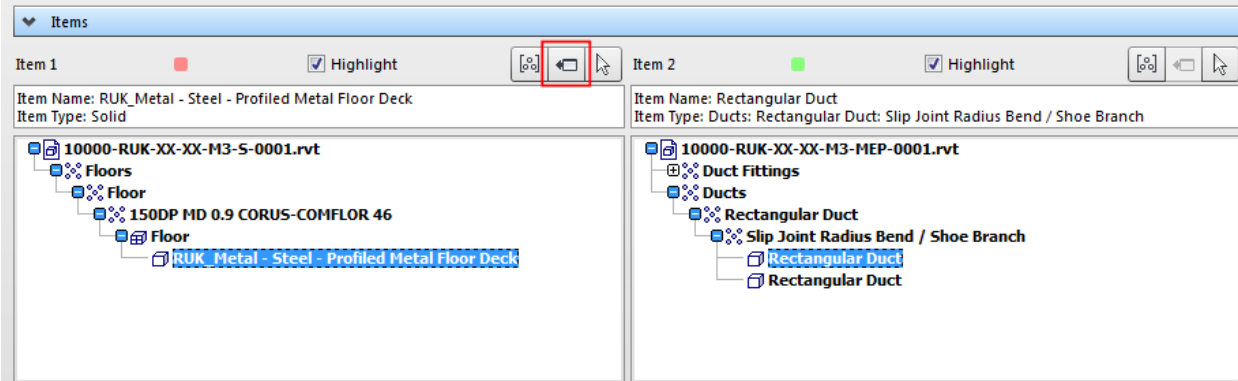 Items
Item 1
Highlight
Item Name: RUK_Metal - Steel - Profiled Metal Floor Deck
Item Type: Solid
10000-RUK-XX-XX-M3-S-0001.rvt
Floors
Floor
150DP MD 0.9 CORUS-COMFLOR 46
Floor
RUK_Metal - Steel - Profiled Metal Floor Deck
Item 2
Highlight
Item Name: Rectangular Duct
Item Type: Ducts: Rectangular Duct: Slip Joint Radius Bend / Shoe Branch
10000-RUK-XX-XX-M3-MEP-0001.rvt
Duct Fittings
Ducts
Rectangular Duct
Slip Joint Radius Bend / Shoe Branch
Rectangular Duct
Rectangular Duct